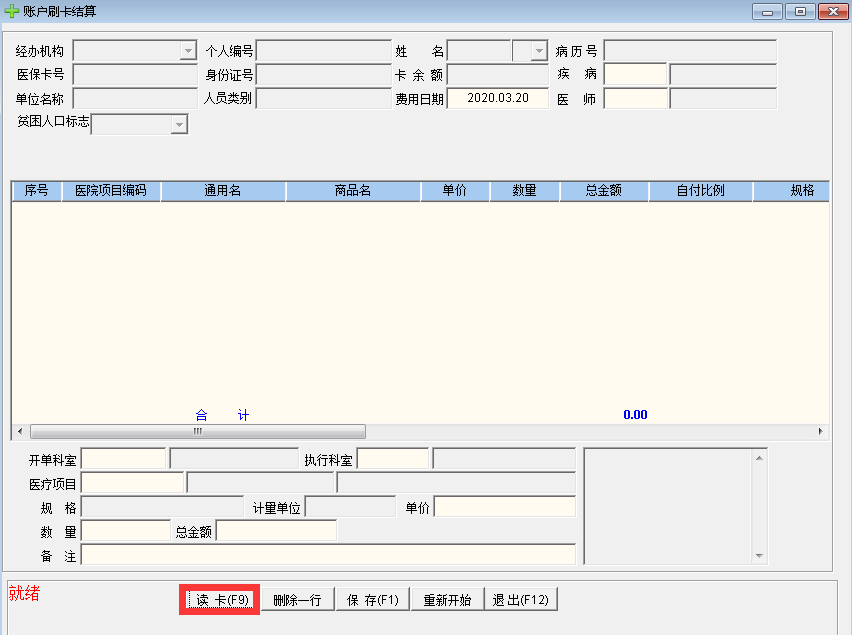 账户刷卡结算
经办机构 个人编号 姓 名 病历号
医保卡号 身份证号 卡 余 额 疾 病
单位名称 人员类别 费用日期 2020.03.20 医 师
贫困人口标志
序号 医院项目编码 通用名 商品名 单价 数量 总金额 自付比例 规格
合 计 0.00
开单科室 执行科室
医疗项目
规 格 计量单位 单价
数 量 总金额
备 注
就绪
读 卡(F9) 删除一行 保 存(F1) 重新开始 退 出(F12)